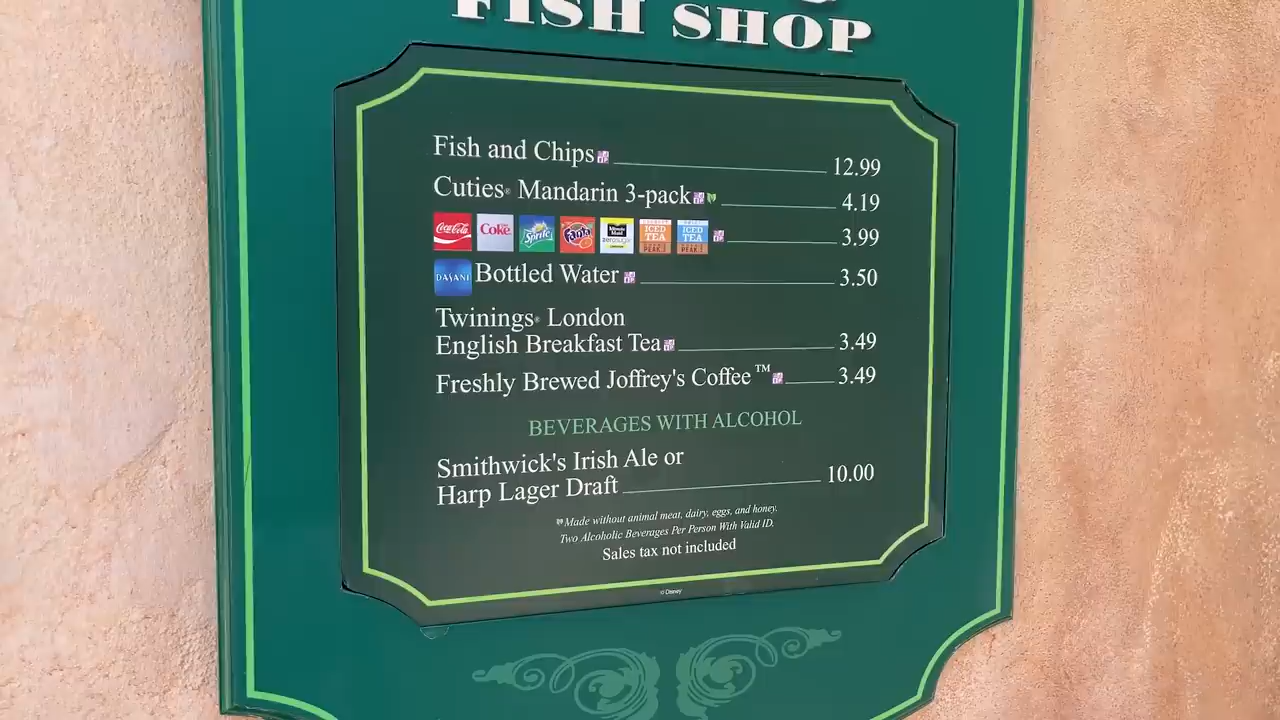 FISH SHOP
Fish and Chips 12.99
Cuties® Mandarin 3-pack 4.19
Coca-Cola Coke Sprite Fanta Minute Maid zero sugar ICED TEA PEAK ICED TEA PEAK 3.99
DASANI Bottled Water 3.50
Twinings® London
English Breakfast Tea 3.49
Freshly Brewed Joffrey's Coffee™ 3.49
BEVERAGES WITH ALCOHOL
Smithwick's Irish Ale or
Harp Lager Draft 10.00
Made without animal meat, dairy, eggs, and honey.
Two Alcoholic Beverages Per Person With Valid ID.
Sales tax not included
©Disney